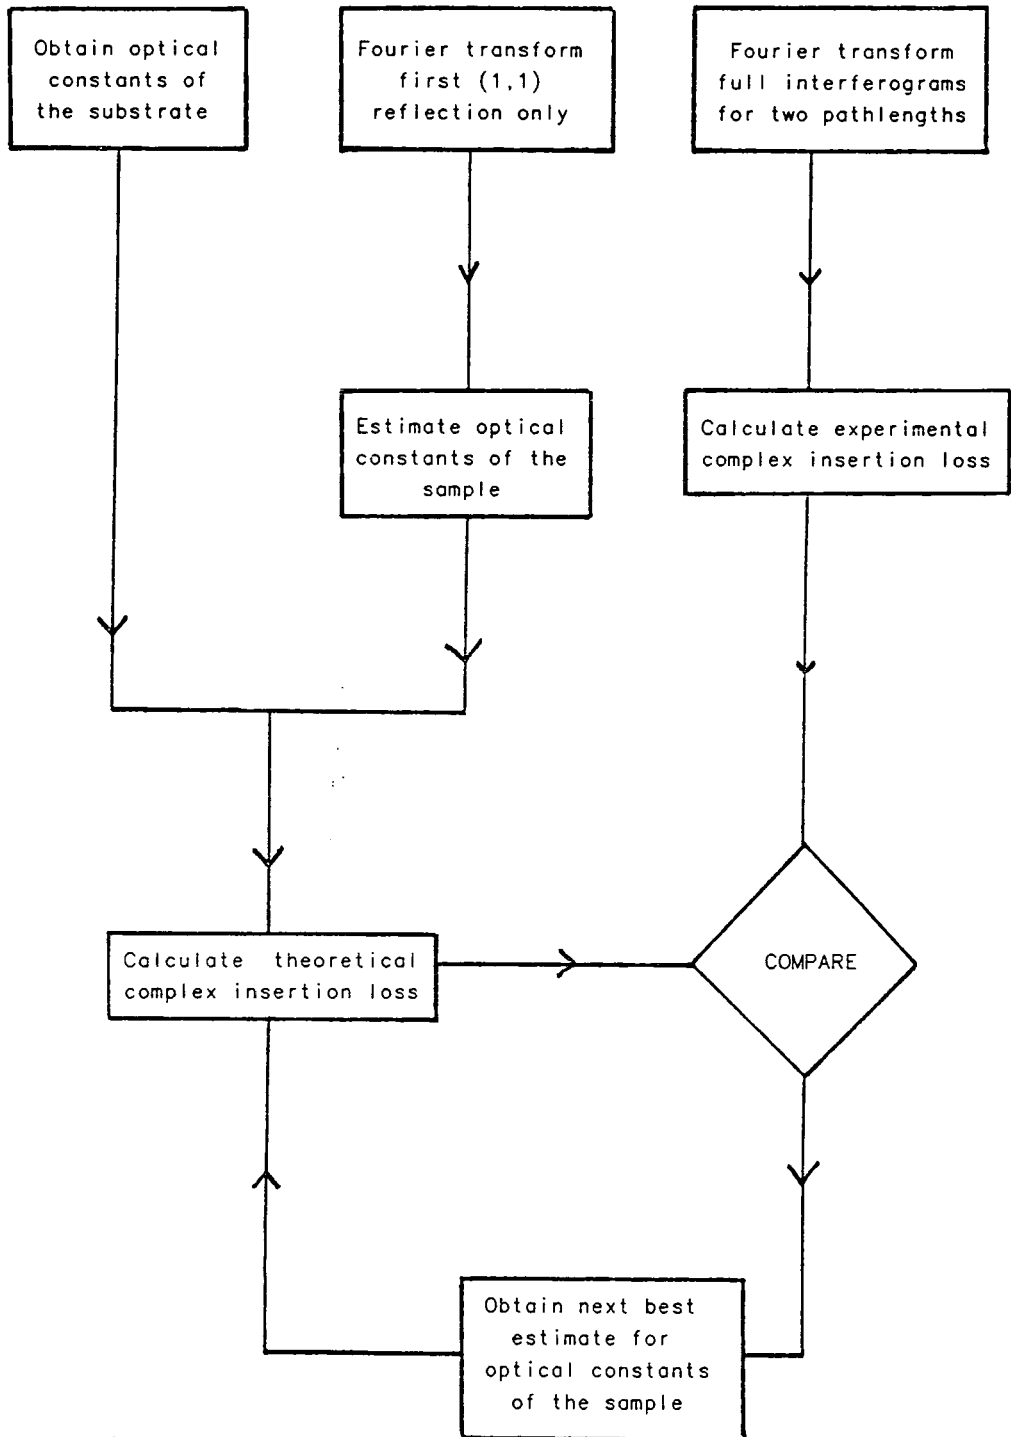 Obtain optical
constants of
the substrate
Fourier transform
first (1,1)
reflection only
Fourier transform
full interferograms
for two pathlengths
Estimate optical
constants of the
sample
Calculate experimental
complex insertion loss
Calculate theoretical
complex insertion loss
COMPARE
Obtain next best
estimate for
optical constants
of the sample